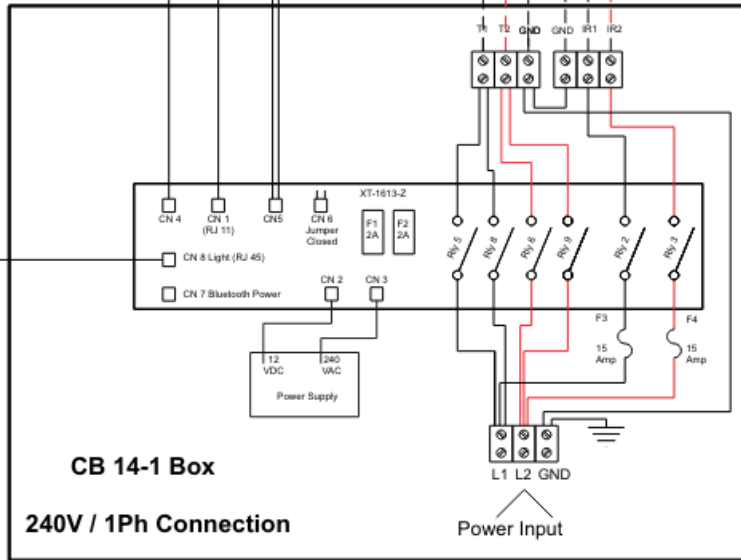 T1 T2 GND GND IR1 IR2
XT-1613-Z
CN 4
CN 1
(RJ 11)
CN5
CN 6
Jumper
Closed
F1
2A
F2
2A
Rly 5
Rly 8
Rly 6
Rly 9
Rly 2
Rly 3
CN 8 Light (RJ 45)
CN 7 Bluetooth Power
CN 2
CN 3
F3
15
Amp
F4
15
Amp
12
VDC
240
VAC
Power Supply
CB 14-1 Box
L1 L2 GND
240V / 1Ph Connection
Power Input